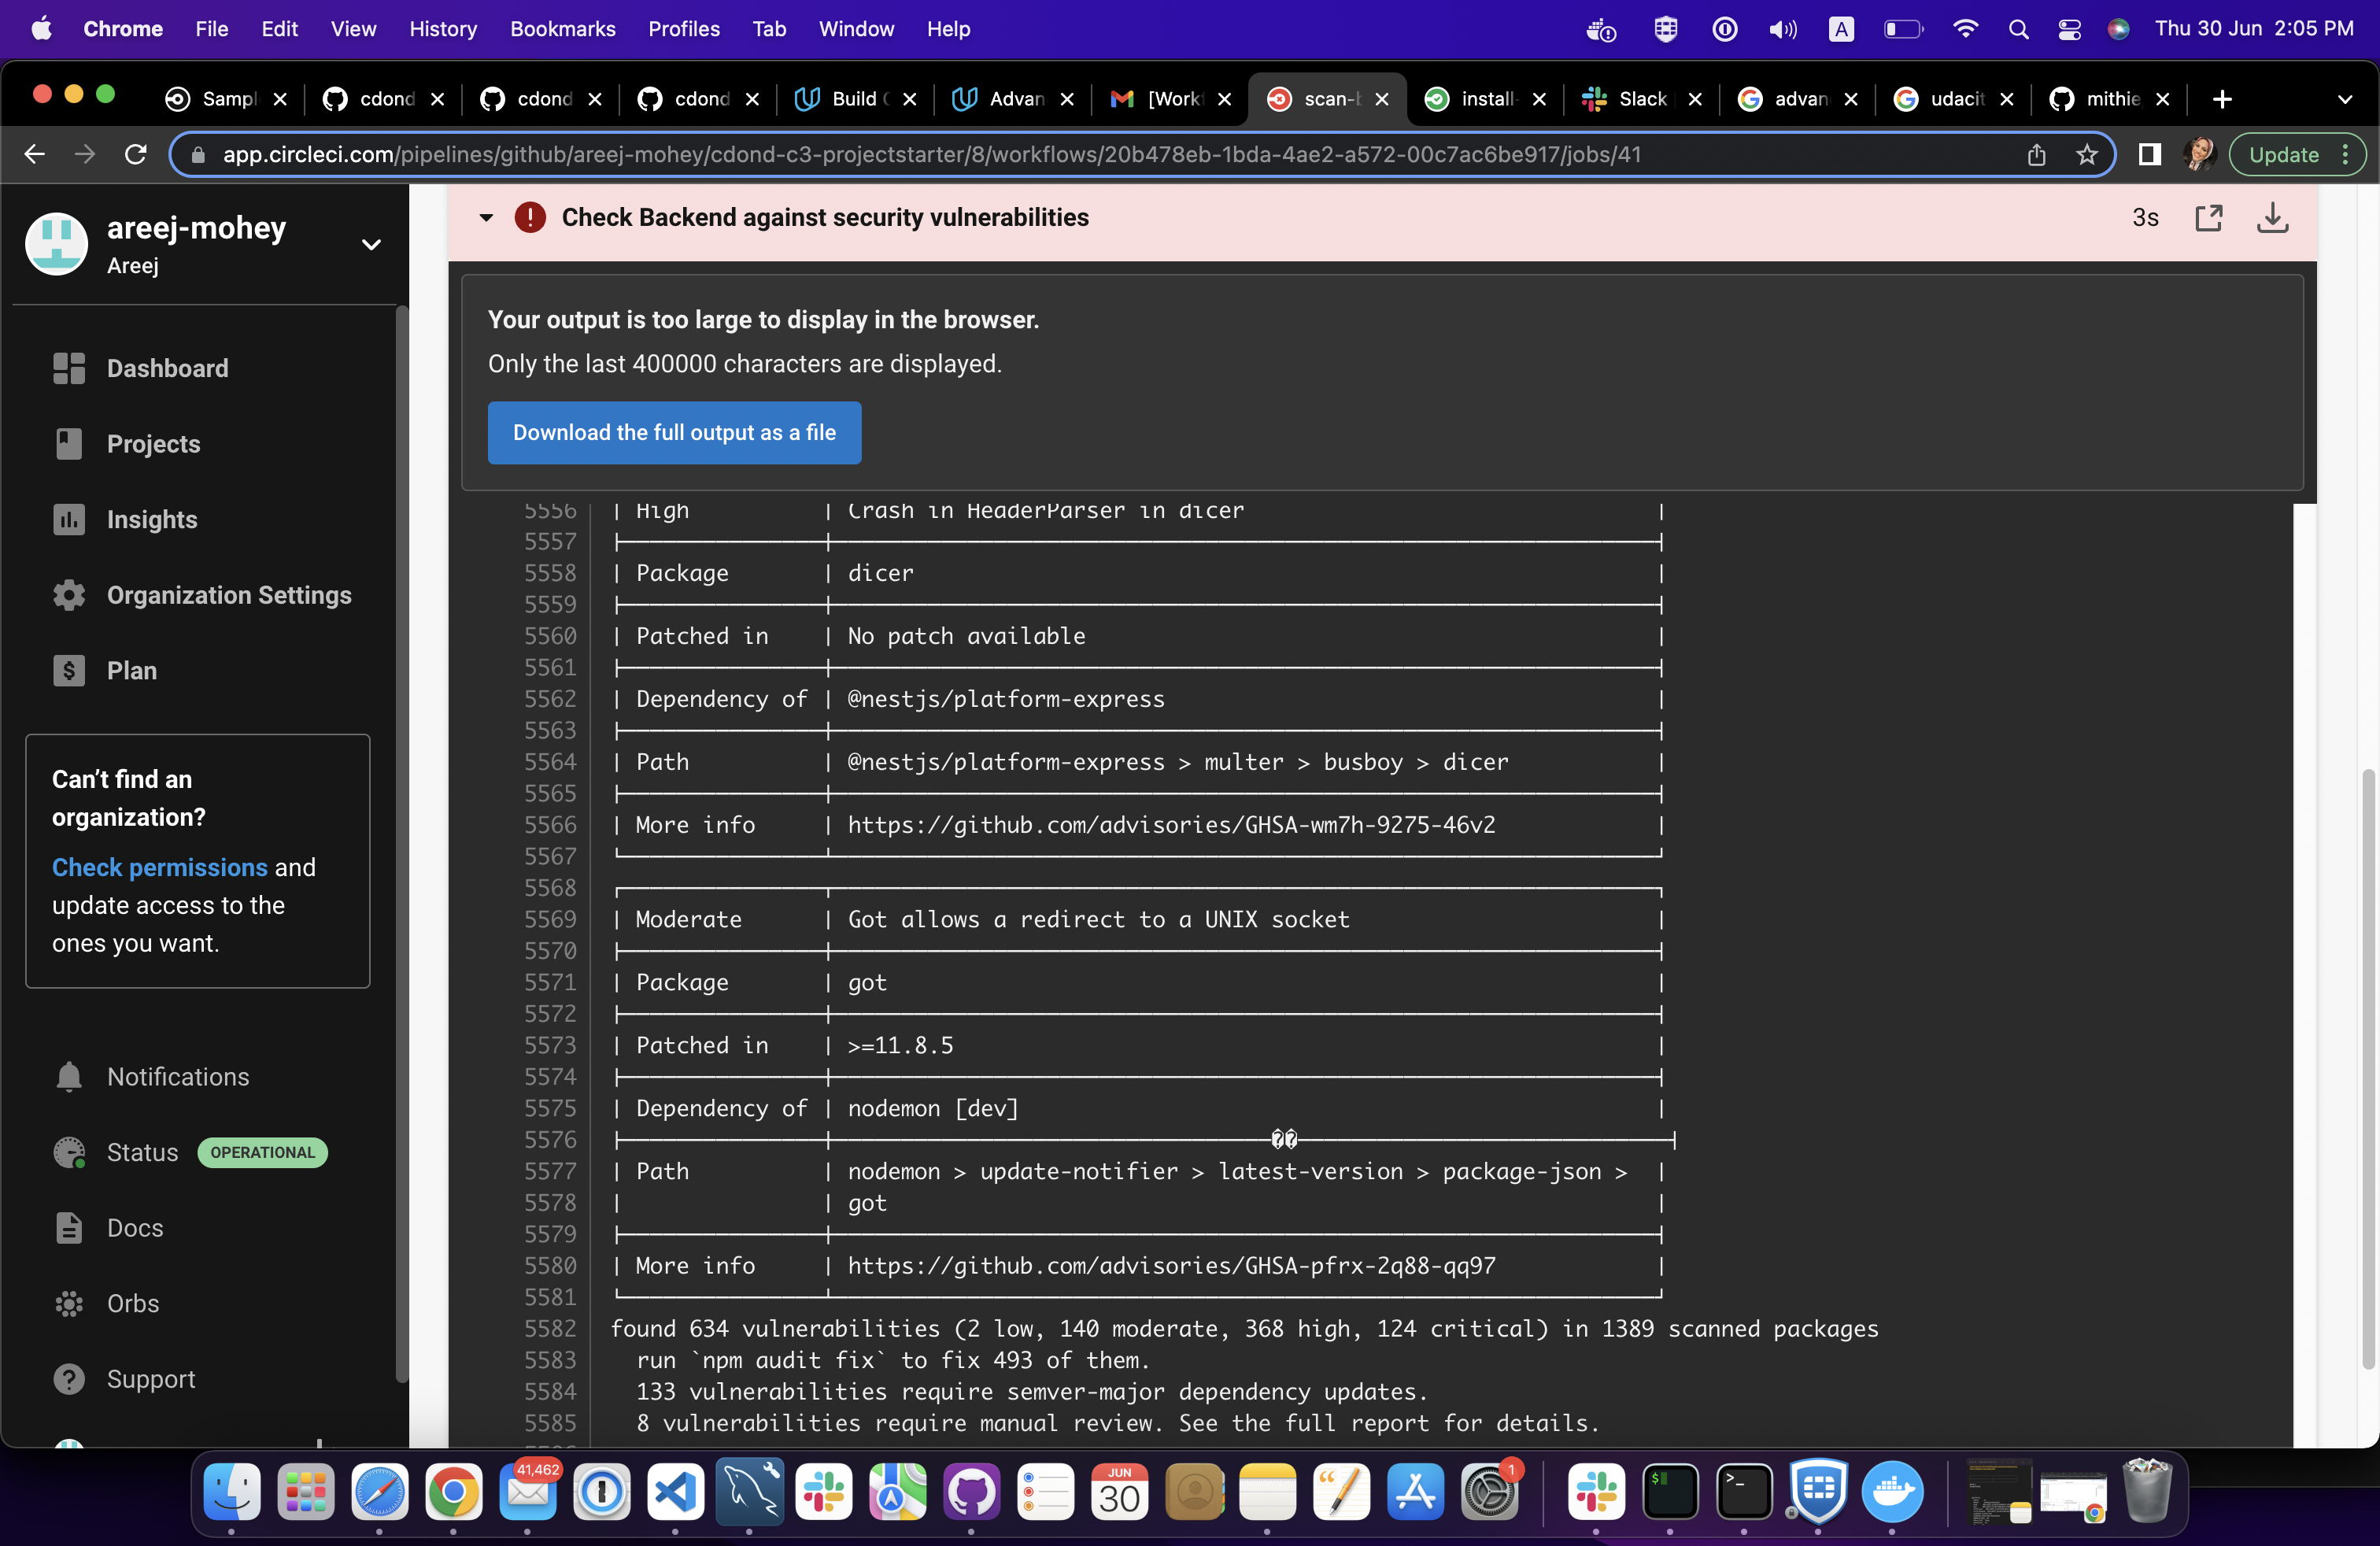 Chrome File Edit View History Bookmarks Profiles Tab Window Help A Thu 30 Jun 2:05 PM
Sampl cdond cdond cdond Build Advan [Work scan-b install- Slack advan udacit mithie
app.circleci.com/pipelines/github/areej-mohey/cdond-c3-projectstarter/8/workflows/20b478eb-1bda-4ae2-a572-00c7ac6be917/jobs/41 Update
areej-mohey
Areej
Dashboard
Projects
Insights
Organization Settings
Plan
Can’t find an
organization?
Check permissions and
update access to the
ones you want.
Notifications
Status OPERATIONAL
Docs
Orbs
Support
Check Backend against security vulnerabilities 3s
Your output is too large to display in the browser.
Only the last 400000 characters are displayed.
Download the full output as a file
5556 | High | Crash in HeaderParser in dicer |
5557
5558 | Package | dicer |
5559
5560 | Patched in | No patch available |
5561
5562 | Dependency of | @nestjs/platform-express |
5563
5564 | Path | @nestjs/platform-express > multer > busboy > dicer |
5565
5566 | More info | https://github.com/advisories/GHSA-wm7h-9275-46v2 |
5567
5568
5569 | Moderate | Got allows a redirect to a UNIX socket |
5570
5571 | Package | got |
5572
5573 | Patched in | >=11.8.5 |
5574
5575 | Dependency of | nodemon [dev] |
5576 ��
5577 | Path | nodemon > update-notifier > latest-version > package-json > |
5578 | | got |
5579
5580 | More info | https://github.com/advisories/GHSA-pfrx-2q88-qq97 |
5581
5582 found 634 vulnerabilities (2 low, 140 moderate, 368 high, 124 critical) in 1389 scanned packages
5583 run `npm audit fix` to fix 493 of them.
5584 133 vulnerabilities require semver-major dependency updates.
5585 8 vulnerabilities require manual review. See the full report for details.
41,462
JUN
30
1